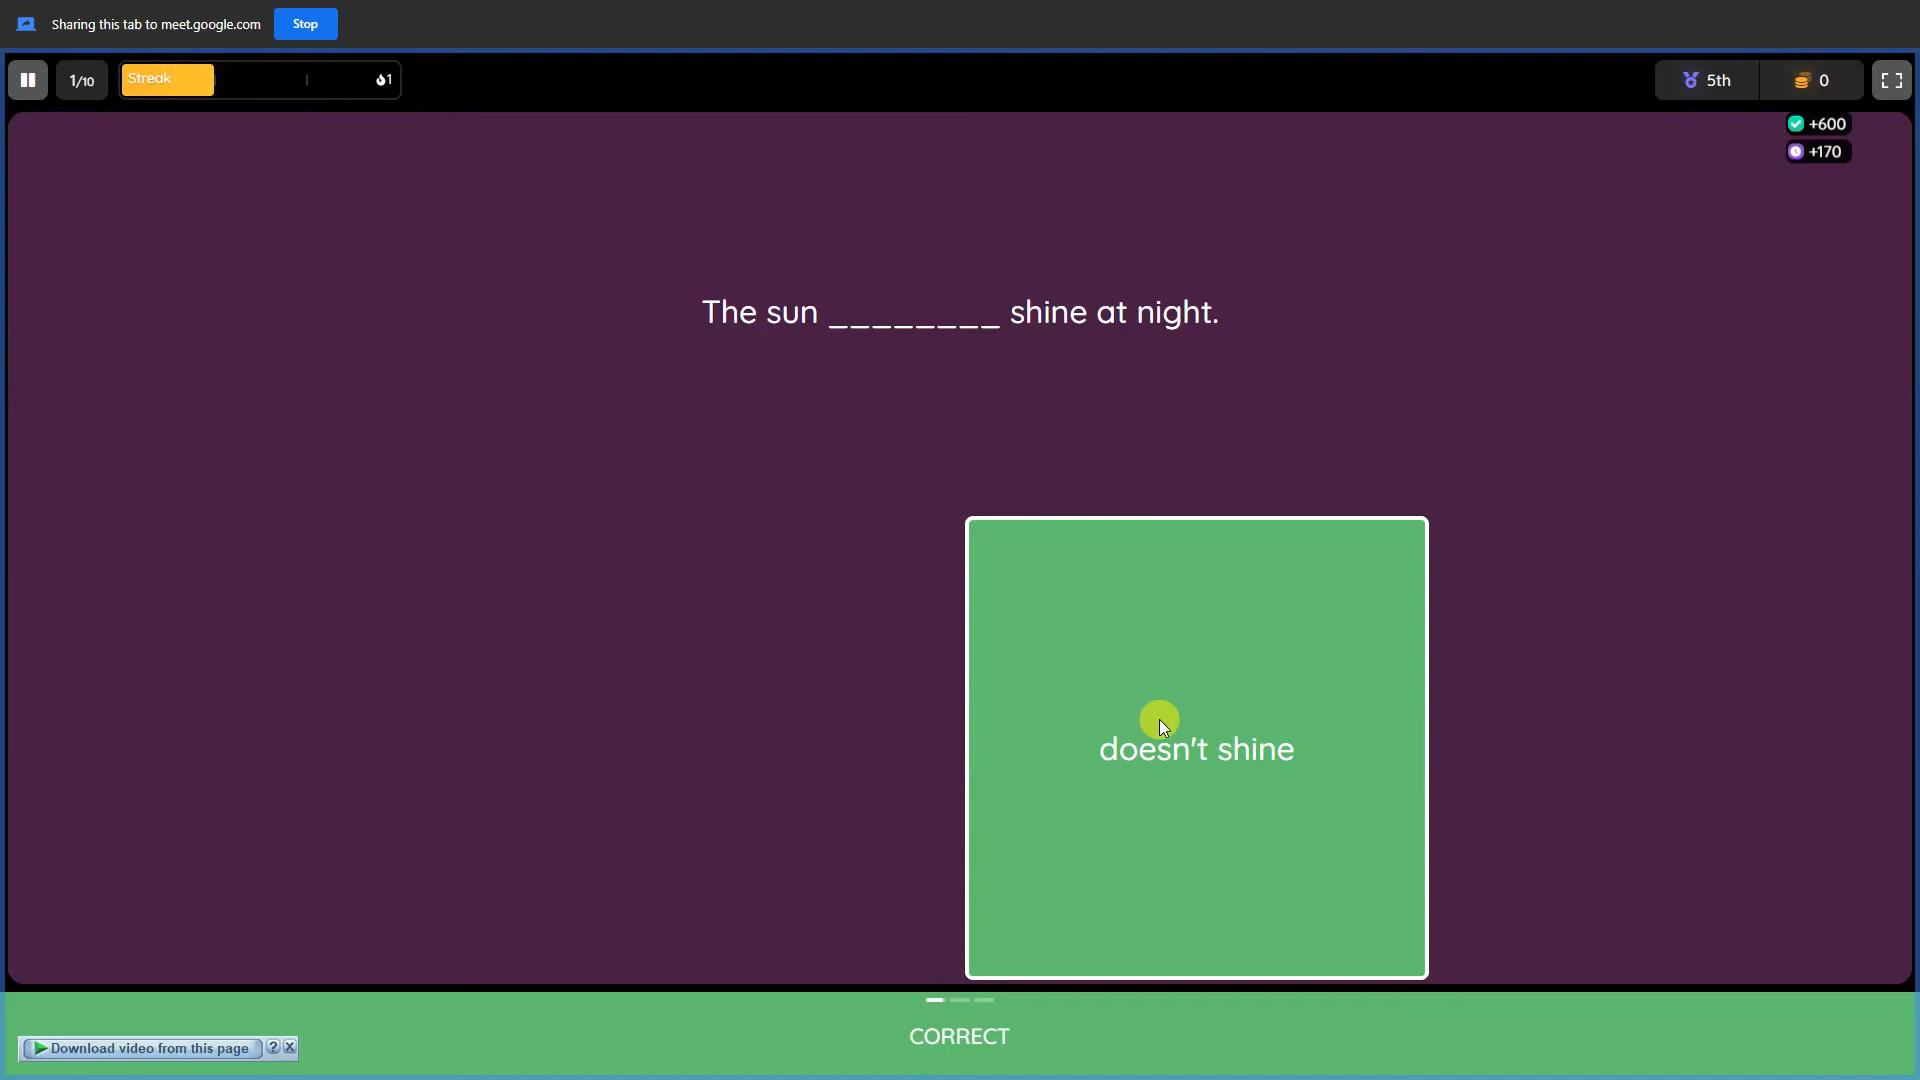 Sharing this tab to meet.google.com Stop
1/10 Streak 1 5th 0
+600
+170
The sun ________ shine at night.
doesn't shine
CORRECT
Download video from this page ? X